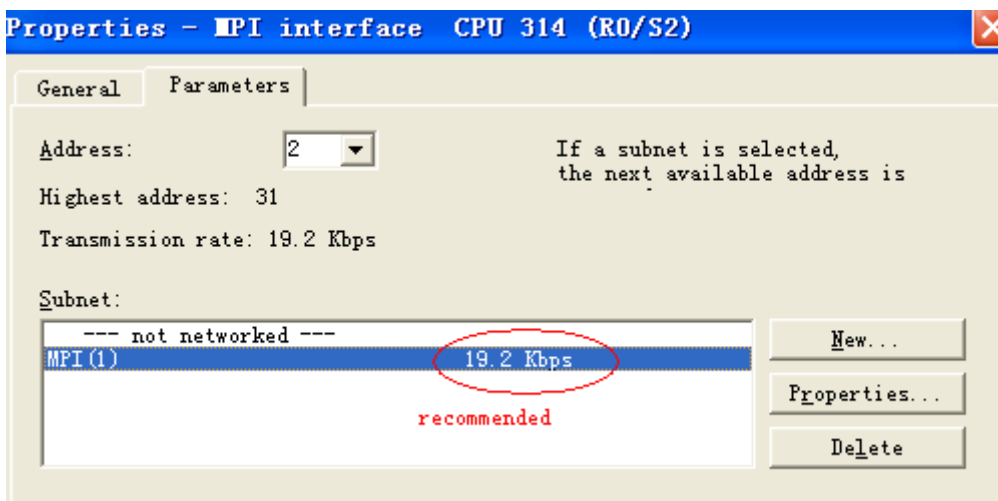 Properties - MPI interface CPU 314 (R0/S2)
General Parameters
Address: 2
If a subnet is selected,
the next available address is
Highest address: 31
Transmission rate: 19.2 Kbps
Subnet:
--- not networked ---
MPI(1) 19.2 Kbps
recommended
New...
Properties...
Delete